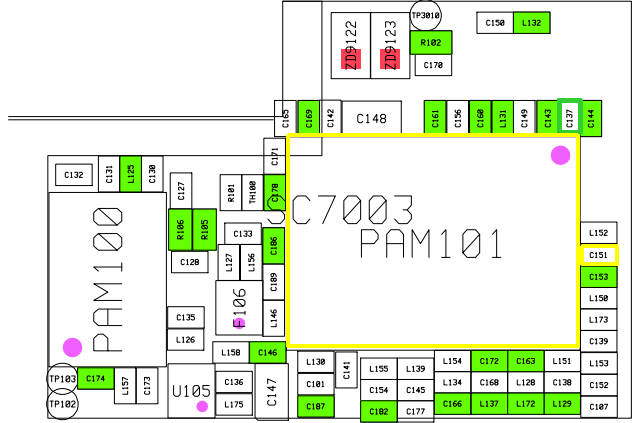 TP3010
C150 L132
R102
ZD9122 ZD9123
C170
C165 C169 C142 C148 C161 C156 C160 L131 C149 C143 C137 C144
C171
C132 C131 L125 C130
C127 R101 TH100 C178
SC7003
R106 R105
PAM100
C133 C186
PAM101
L152
C151
C128 L127 L156
C153
C189
L150
F106
C135 L146
L173
L126
C139
L158 C146
L130 C141
L154 C172 C163 L151
L153
L155 L139
TP103 C174 L157 C173
U105
C136 C147
C101
L134 C168 L128 C138
C152
C154 C145
TP102
L175
C187
C182 C177
C166 L137 L172 L129
C107